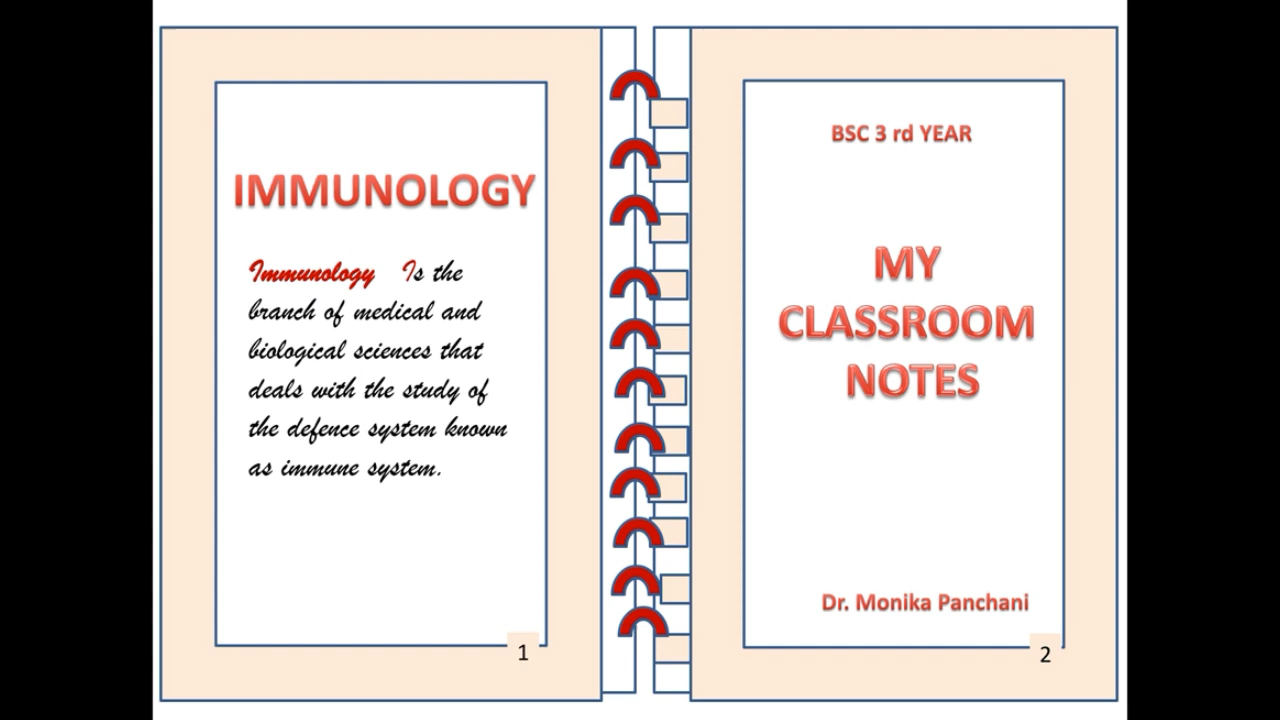 IMMUNOLOGY
Immunology Is the
branch of medical and
biological sciences that
deals with the study of
the defence system known
as immune system.
1
BSC 3 rd YEAR
MY
CLASSROOM
NOTES
Dr. Monika Panchani
2